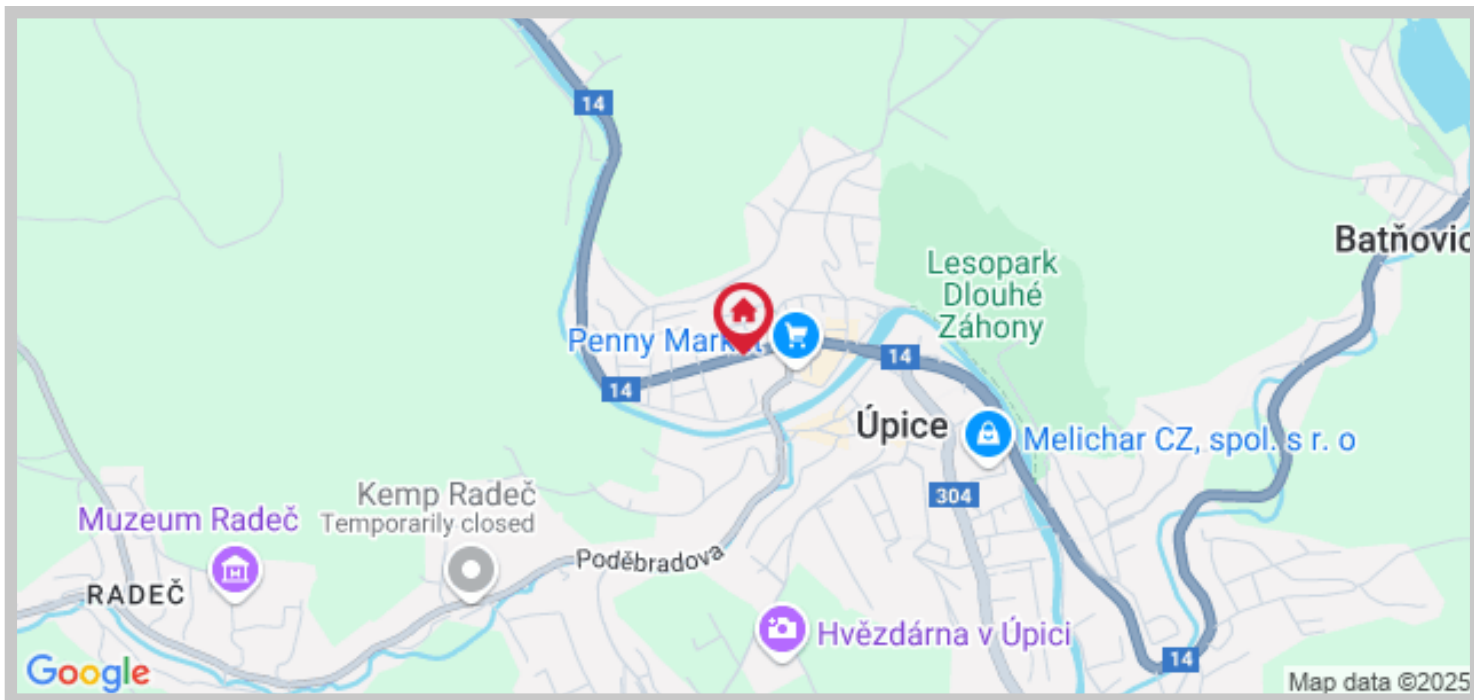 14
Batňovic
Lesopark
Dlouhé
Záhony
Penny Market
14
14
Úpice
Melichar CZ, spol. s r. o
304
Kemp Radeč
Temporarily closed
Muzeum Radeč
Poděbradova
RADEČ
Hvězdárna v Úpici
14
Google
Map data ©2025